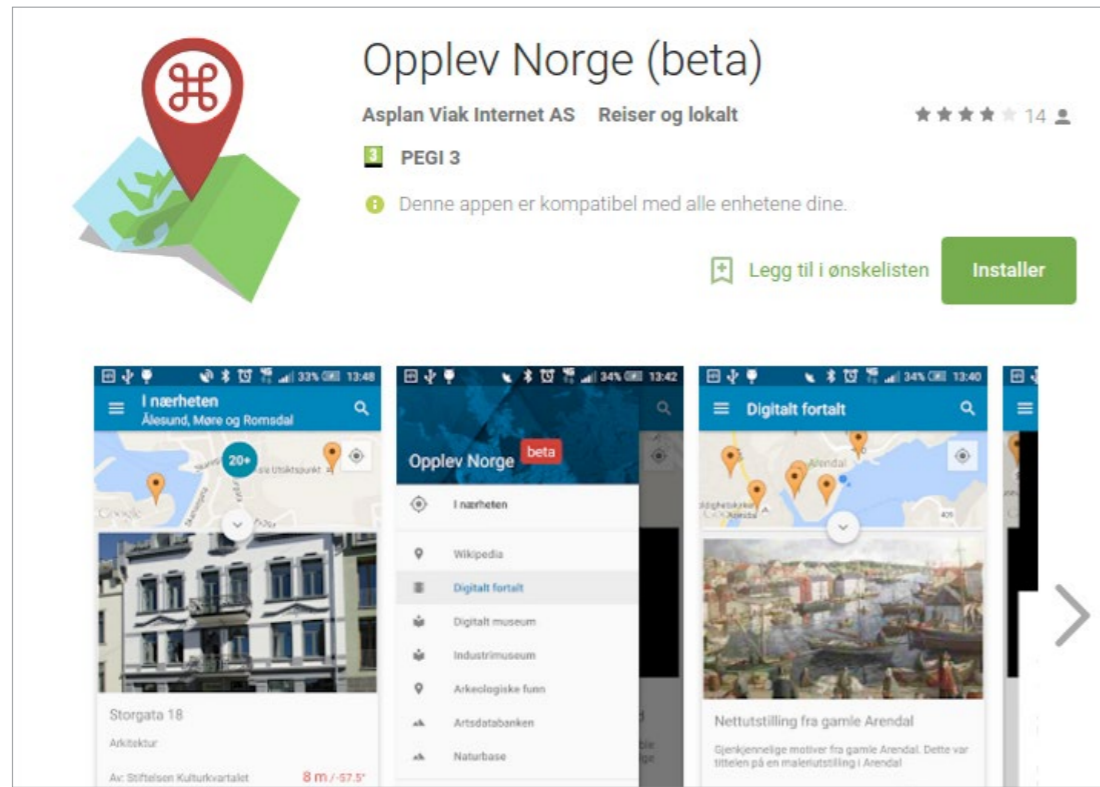 Opplev Norge (beta)
Asplan Viak Internet AS Reiser og lokalt
14
3 PEGI 3
Denne appen er kompatibel med alle enhetene dine.
Legg til i ønskelisten
Installer
33% 13:48
I nærheten
Ålesund, Møre og Romsdal
20+
Google
Storgata 18
Arkitektur
Av: Stiftelsen Kulturkvartalet 8 m / -57.5°
34% 13:42
Opplev Norge beta
I nærheten
Wikipedia
Digitalt fortalt
Digitalt museum
Industrimuseum
Arkeologiske funn
Artsdatabanken
Naturbase
34% 13:40
Digitalt fortalt
Arendal
Arendal
Nettutstilling fra gamle Arendal
Gjenkjennelige motiver fra gamle Arendal. Dette var
tittelen på en maleriutstilling i Arendal